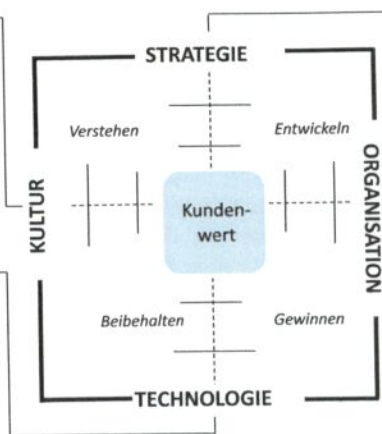 STRATEGIE
Verstehen
Entwickeln
KULTUR
Kunden-
wert
ORGANISATION
Beibehalten
Gewinnen
TECHNOLOGIE